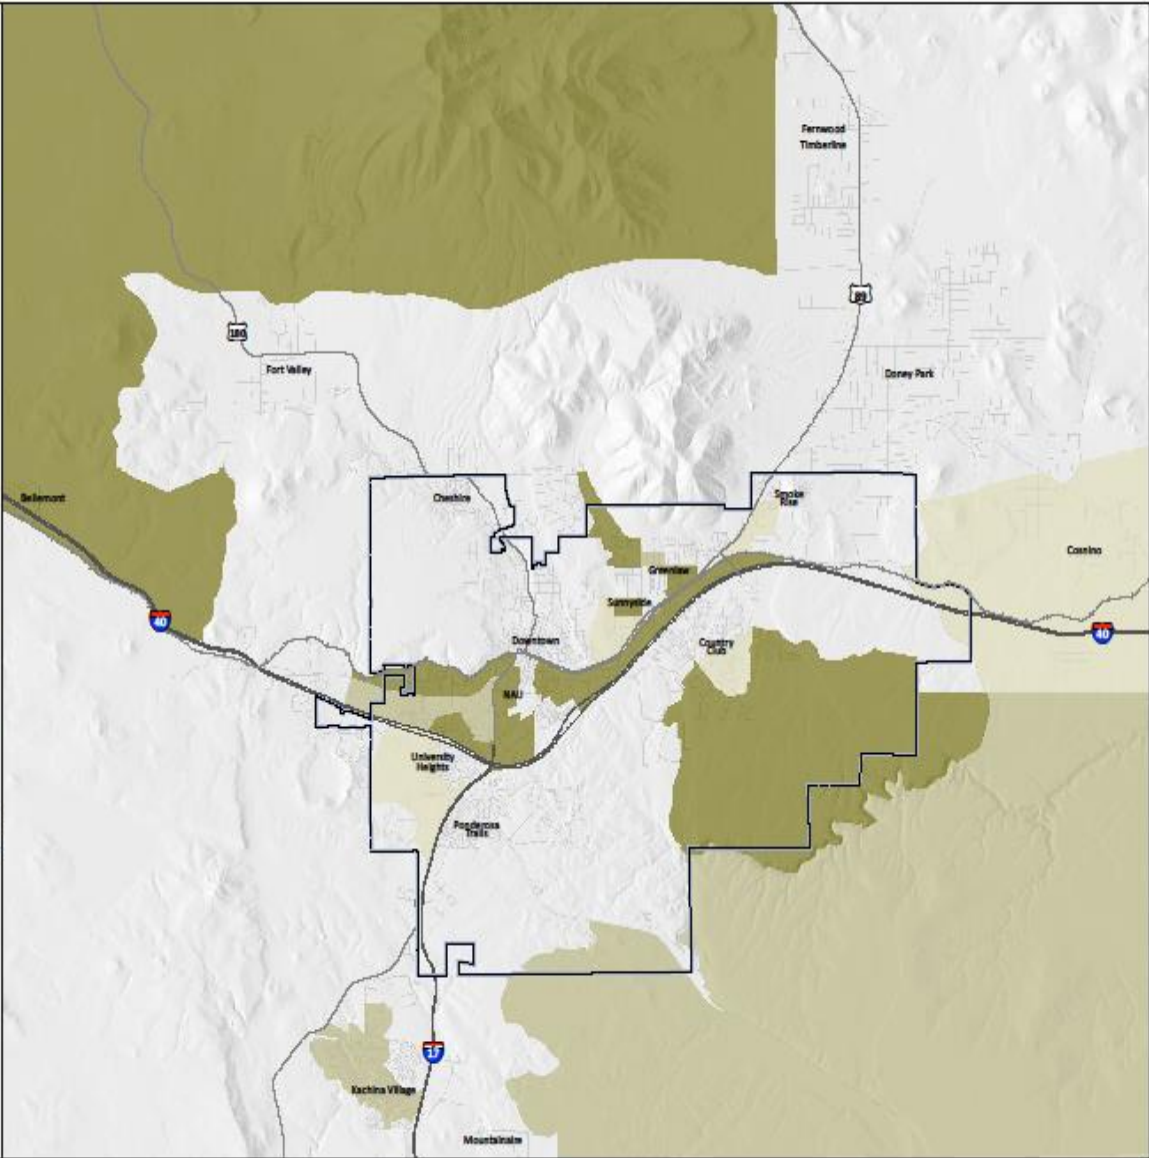 Fernwood
Timberline
89
180
Fort Valley
Doney Park
Bellemont
Cheshire
Smoke
Rise
Cosnino
Greenlaw
Sunnyside
40
40
Downtown
Country
Club
NAU
University
Heights
Ponderosa
Trails
17
Kachina Village
Mountainaire